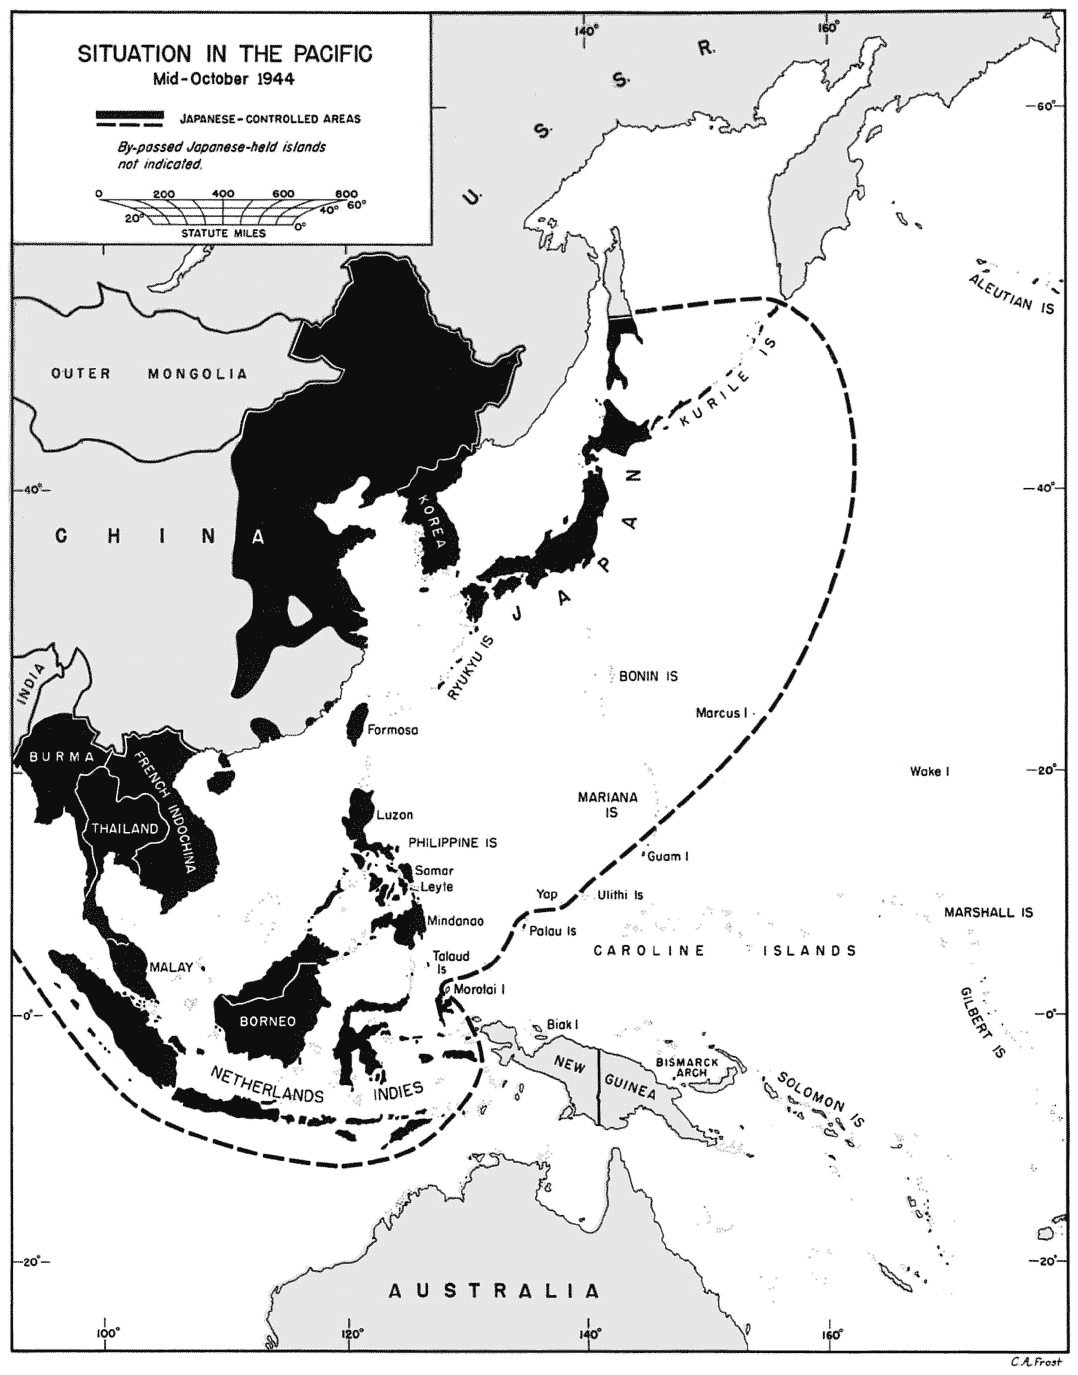 SITUATION IN THE PACIFIC
Mid-October 1944
JAPANESE-CONTROLLED AREAS
By-passed Japanese-held islands
not indicated.
0 200 400 600 800
60°
40°
20°
0°
STATUTE MILES
140°
160°
U. S. S. R.
60°
ALEUTIAN IS
OUTER MONGOLIA
KURILE IS
40°
40°
CHINA
KOREA
JAPAN
INDIA
RYUKYU IS
BONIN IS
Marcus I
Formosa
BURMA
FRENCH INDOCHINA
Wake I
20°
MARIANA
IS
Luzon
THAILAND
PHILIPPINE IS
Guam I
Samar
Leyte
Yap
Ulithi Is
Mindanao
MARSHALL IS
Palau Is
CAROLINE ISLANDS
Talaud
Is
MALAY
Morotai I
GILBERT IS
0°
0°
BORNEO
Biak I
NEW GUINEA
BISMARCK
ARCH
NETHERLANDS INDIES
SOLOMON IS
20°
20°
AUSTRALIA
100°
120°
140°
160°
C.A.Frost